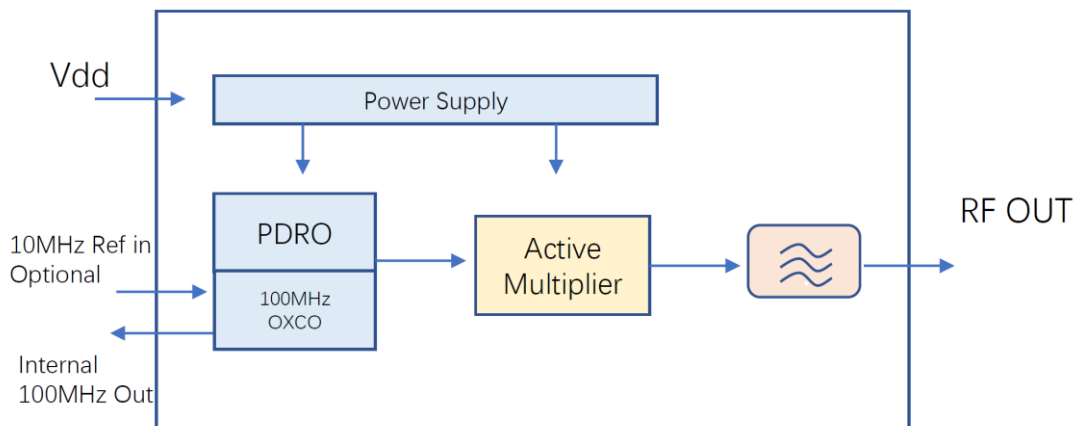 Vdd
Power Supply
PDRO
10MHz Ref in
Optional
100MHz
OXCO
Internal
100MHz Out
Active
Multiplier
RF OUT